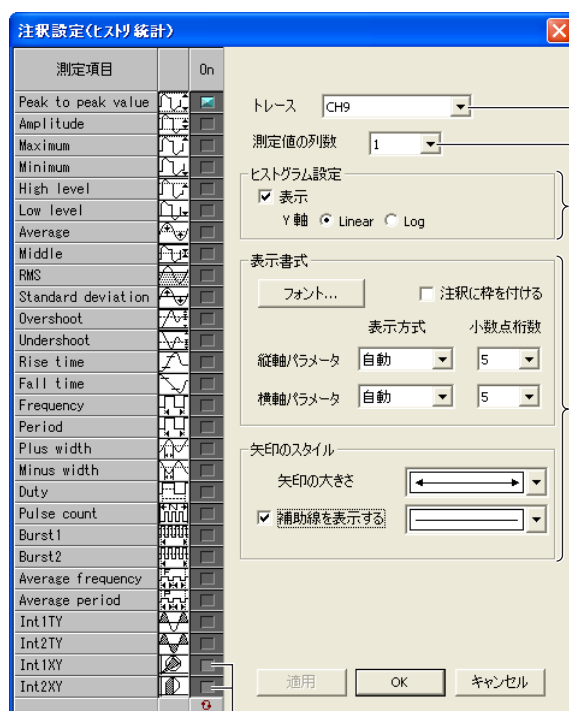 注釈設定(ヒストリ統計)
測定項目 On
Peak to peak value
Amplitude
Maximum
Minimum
High level
Low level
Average
Middle
RMS
Standard deviation
Overshoot
Undershoot
Rise time
Fall time
Frequency
Period
Plus width
Minus width
Duty
Pulse count
Burst1
Burst2
Average frequency
Average period
Int1TY
Int2TY
Int1XY
Int2XY
トレース CH9
測定値の列数 1
ヒストグラム設定
表示
Y 軸 Linear Log
表示書式
フォント... 注釈に枠を付ける
表示方式 小数点桁数
縦軸パラメータ 自動 5
横軸パラメータ 自動 5
矢印のスタイル
矢印の大きさ
補助線を表示する
適用 OK キャンセル